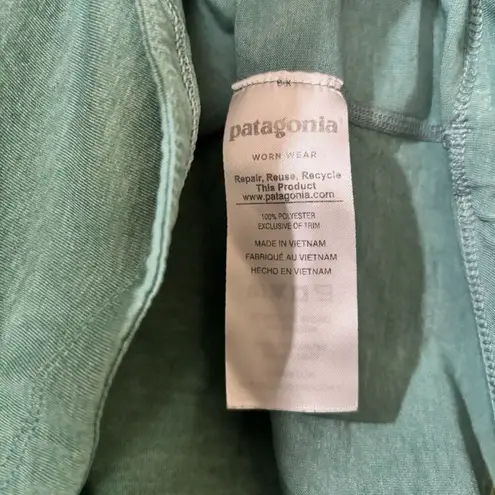 patagonia®
WORN WEAR
Repair, Reuse, Recycle
This Product
www.patagonia.com
100% POLYESTER
EXCLUSIVE OF TRIM
MADE IN VIETNAM
FABRIQUÉ AU VIETNAM
HECHO EN VIETNAM